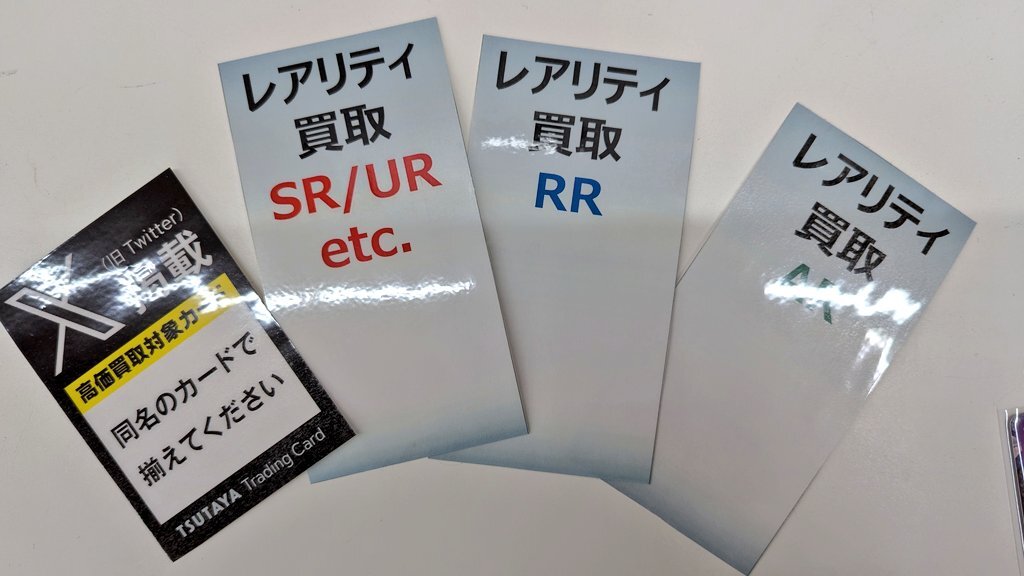 X
(旧 Twitter)
掲載
高価買取対象カード
同名のカードで
揃えてください
TSUTAYA Trading Card
レアリティ
買取
SR/UR
etc.
レアリティ
買取
RR
レアリティ
買取
AR